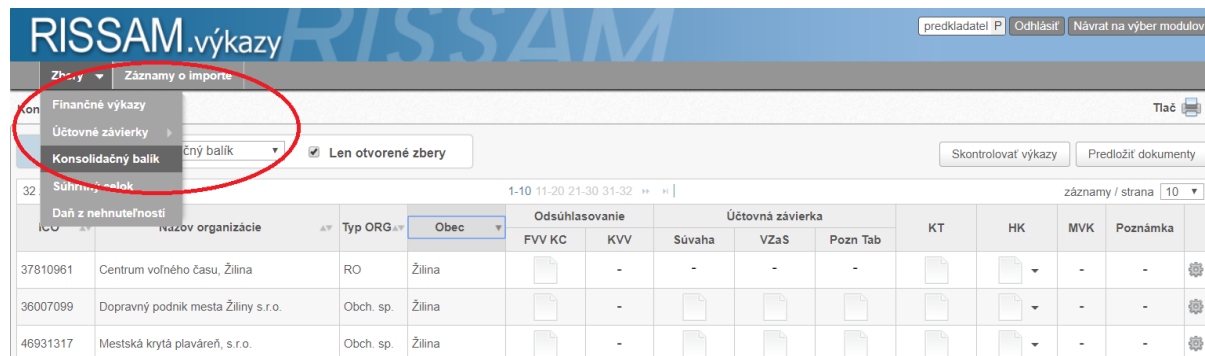 RISSAM.výkazy
RISSAM
predkladatel P Odhlásiť Návrat na výber modulov
Zbery Záznamy o importe
Kon
Tlač
Finančné výkazy
Účtovné závierky
Konsolidačný balík
Súhrnný celok
Daň z nehnuteľnosti
čný balík
Len otvorené zbery
Skontrolovať výkazy Predložiť dokumenty
32 1-10 11-20 21-30 31-32 záznamy / strana 10
IČO Názov organizácie Typ ORG Obec Odsúhlasovanie Účtovná závierka KT HK MVK Poznámka
FVV KC KVV Súvaha VZaS Pozn Tab
37810961 Centrum voľného času, Žilina RO Žilina - - - - - -
36007099 Dopravný podnik mesta Žiliny s.r.o. Obch. sp. Žilina - - -
46931317 Mestská krytá plaváreň, s.r.o. Obch. sp. Žilina - - -